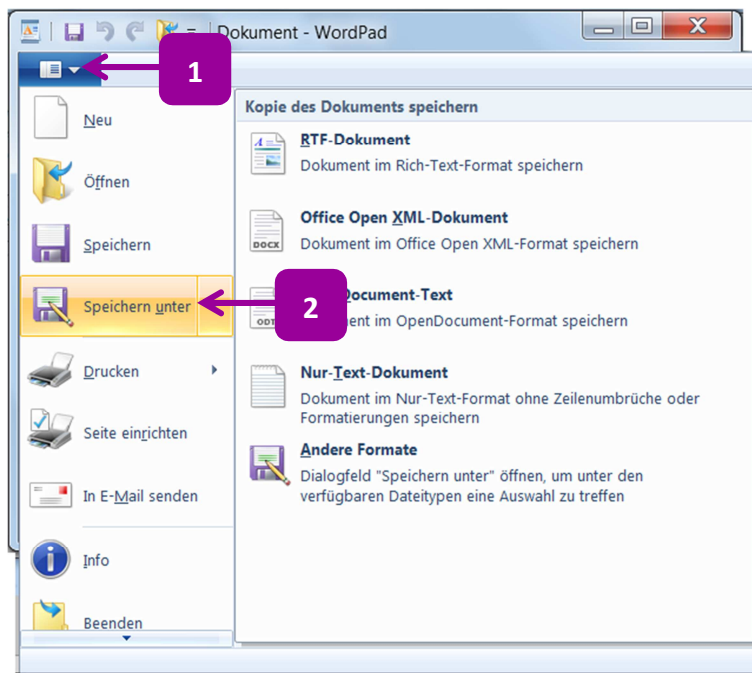 Dokument - WordPad
1
Neu
Öffnen
Speichern
Speichern unter
2
Drucken
Seite einrichten
In E-Mail senden
Info
Beenden
Kopie des Dokuments speichern
RTF-Dokument
Dokument im Rich-Text-Format speichern
Office Open XML-Dokument
DOCX
Dokument im Office Open XML-Format speichern
Document-Text
ODT
im OpenDocument-Format speichern
Nur-Text-Dokument
Dokument im Nur-Text-Format ohne Zeilenumbrüche oder
Formatierungen speichern
Andere Formate
Dialogfeld "Speichern unter" öffnen, um unter den
verfügbaren Dateitypen eine Auswahl zu treffen